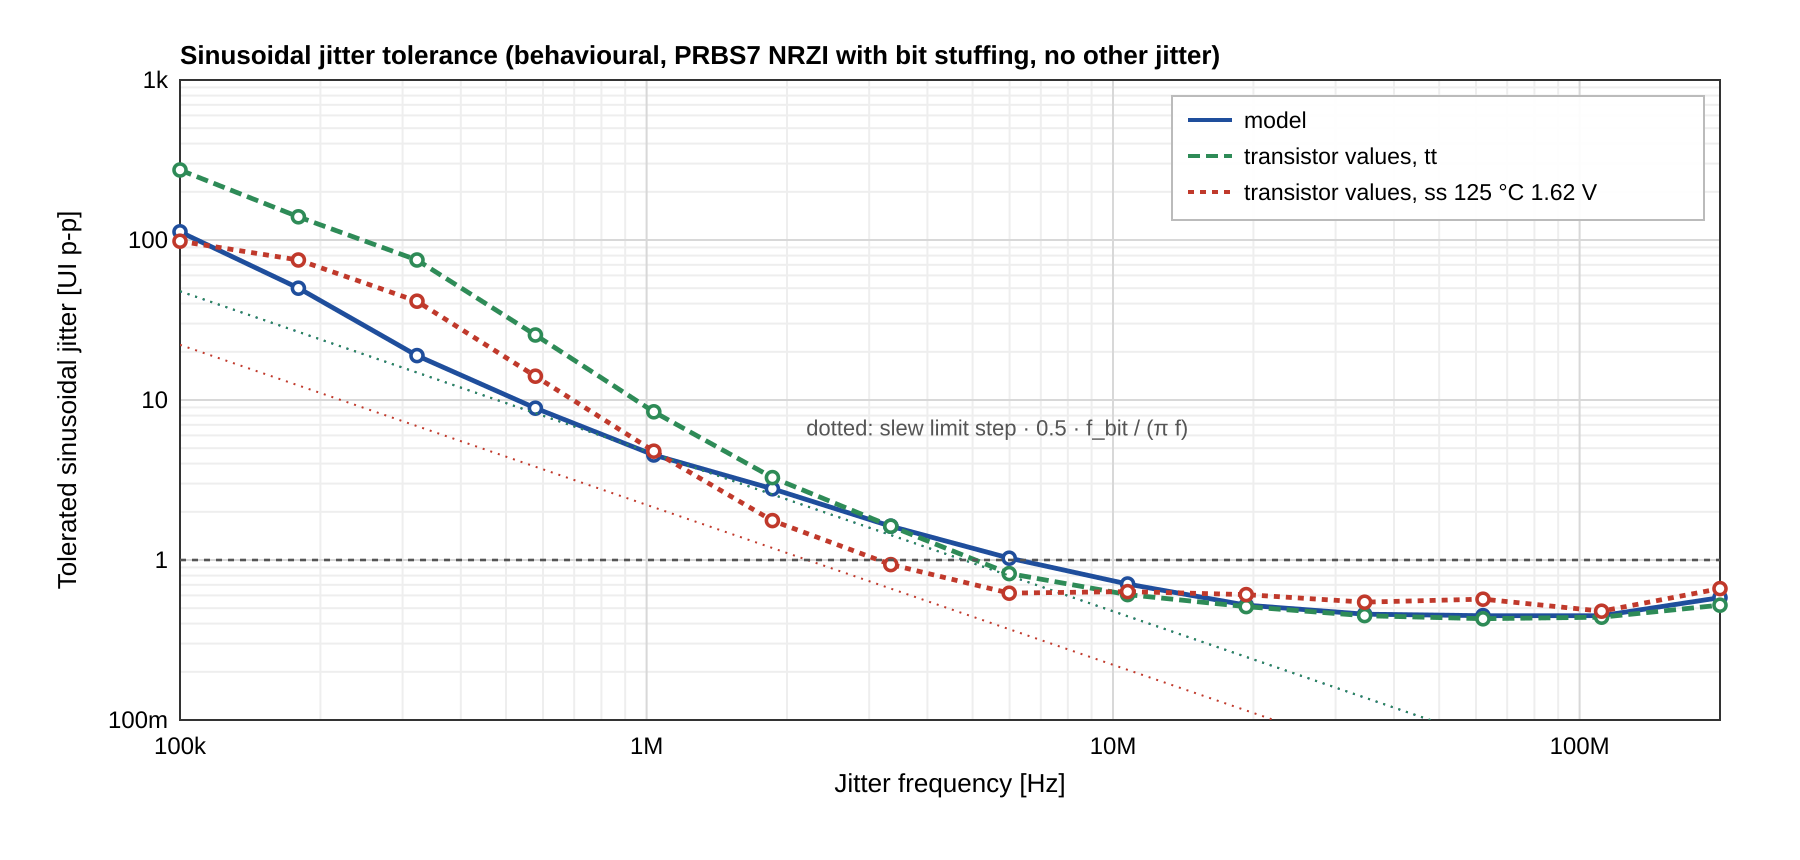 Sinusoidal jitter tolerance (behavioural, PRBS7 NRZI with bit stuffing, no other jitter)
1k
100
10
1
100m
Tolerated sinusoidal jitter [UI p-p]
model
transistor values, tt
transistor values, ss 125 °C 1.62 V
dotted: slew limit step · 0.5 · f_bit / (π f)
100k
1M
10M
100M
Jitter frequency [Hz]